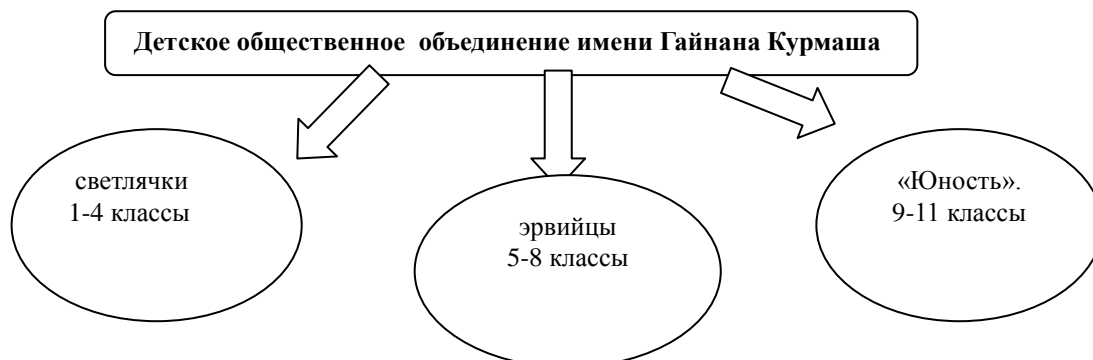 Детское общественное объединение имени Гайнана Курмаша
светлячки
1-4 классы
эрвийцы
5-8 классы
«Юность».
9-11 классы